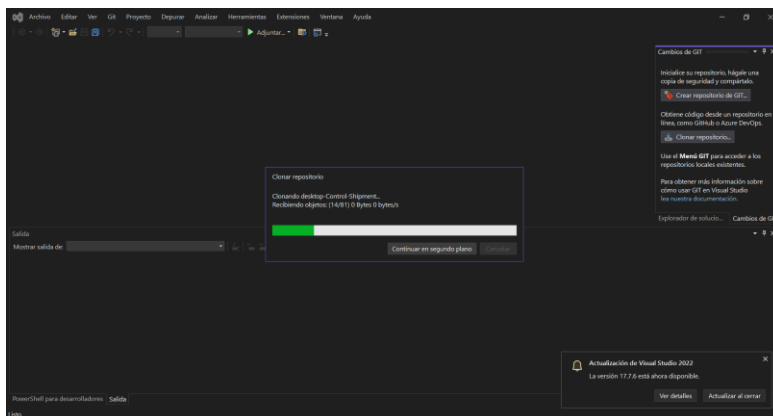 Archivo Editar Ver Git Proyecto Depurar Analizar Herramientas Extensiones Ventana Ayuda
Adjuntar...
Cambios de GIT
Inicialice su repositorio, hágale una
copia de seguridad y compártalo.
Crear repositorio de GIT...
Obtiene código desde un repositorio en
línea, como GitHub o Azure DevOps.
Clonar repositorio...
Use el Menú GIT para acceder a los
repositorios locales existentes.
Para obtener más información sobre
cómo usar GIT en Visual Studio
lea nuestra documentación.
Explorador de solucio... Cambios de G
Clonar repositorio
Clonando desktop-Control-Shipment...
Recibiendo objetos: (14/81) 0 Bytes 0 bytes/s
Continuar en segundo plano Cancelar
Salida
Mostrar salida de:
Actualización de Visual Studio 2022
La versión 17.7.6 está ahora disponible.
Ver detalles Actualizar al cerrar
PowerShell para desarrolladores Salida
Listo